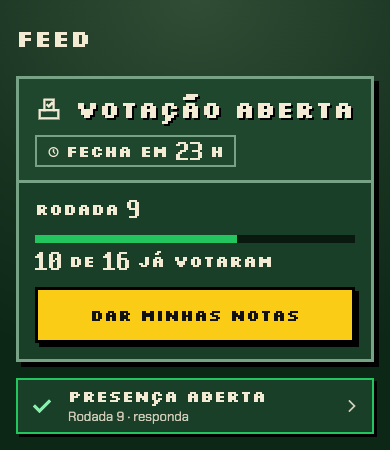 FEED
VOTAÇÃO ABERTA
FECHA EM 23 H
RODADA 9
10 DE 16 JÁ VOTARAM
DAR MINHAS NOTAS
PRESENÇA ABERTA
Rodada 9 · responda